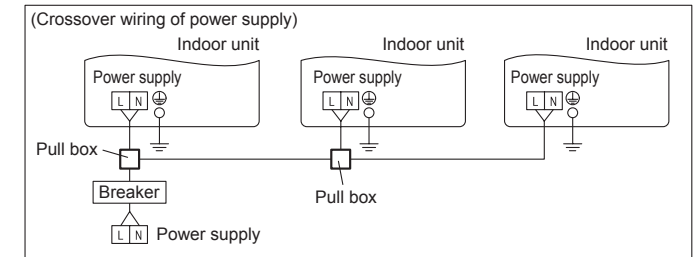 (Crossover wiring of power supply)
Indoor unit
Indoor unit
Indoor unit
Power supply
Power supply
Power supply
L N
L N
L N
Pull box
Breaker
Pull box
L N Power supply